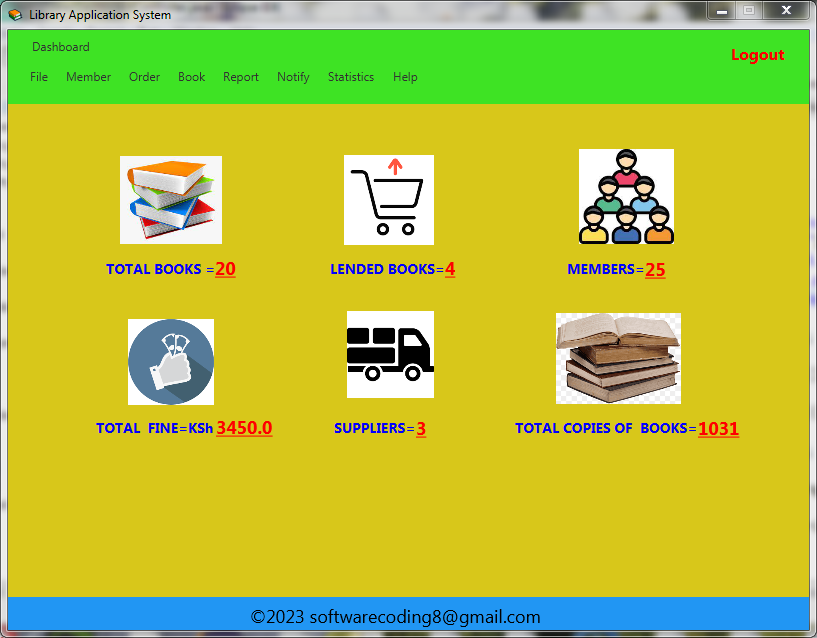 Library Application System
Dashboard
Logout
File Member Order Book Report Notify Statistics Help
TOTAL BOOKS =20 LENDED BOOKS=4 MEMBERS=25
TOTAL  FINE=KSh 3450.0 SUPPLIERS=3 TOTAL COPIES OF  BOOKS=1031
©2023 softwarecoding8@gmail.com